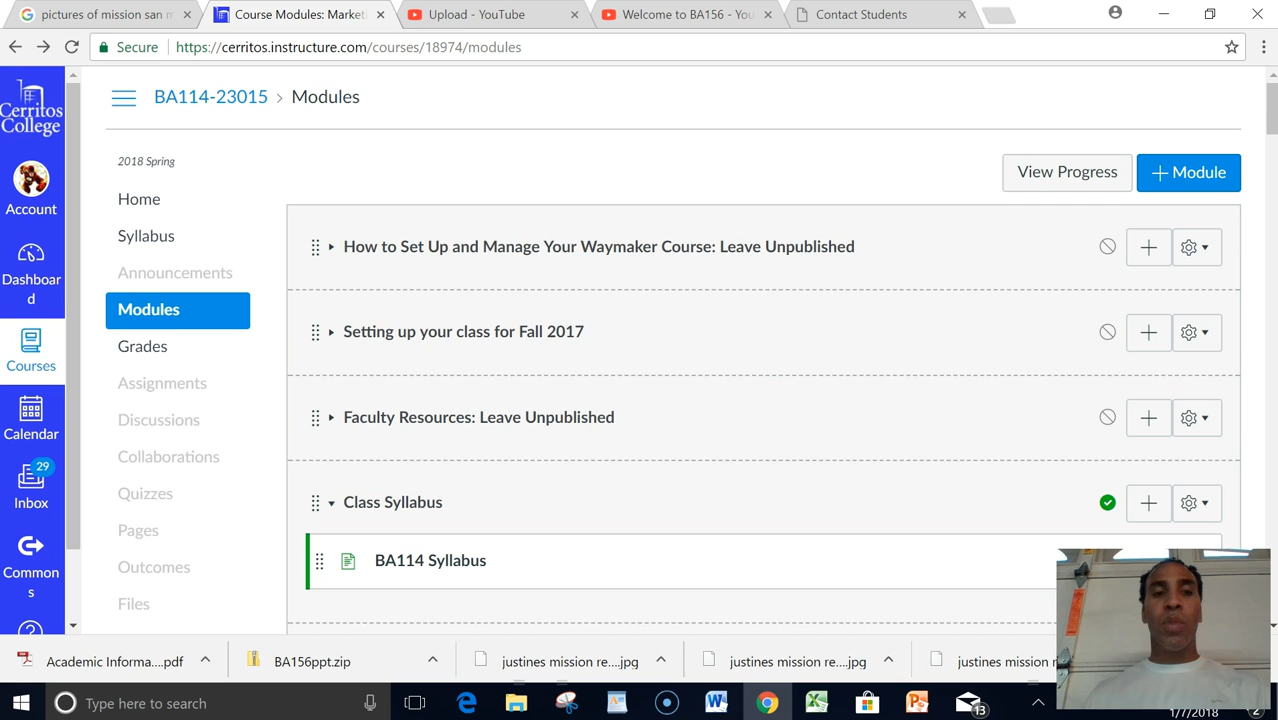 pictures of mission san m
Course Modules: Market
Upload - YouTube
Welcome to BA156 - You
Contact Students
Secure
https://cerritos.instructure.com/courses/18974/modules
Cerritos
College
Account
Dashboar
d
Courses
Calendar
29
Inbox
Common
s
BA114-23015 > Modules
2018 Spring
Home
Syllabus
Announcements
Modules
Grades
Assignments
Discussions
Collaborations
Quizzes
Pages
Outcomes
Files
View Progress
+ Module
How to Set Up and Manage Your Waymaker Course: Leave Unpublished
Setting up your class for Fall 2017
Faculty Resources: Leave Unpublished
Class Syllabus
BA114 Syllabus
Academic Informa....pdf
BA156ppt.zip
justines mission re....jpg
justines mission re....jpg
justines mission
Type here to search
13
1/7/2018
2